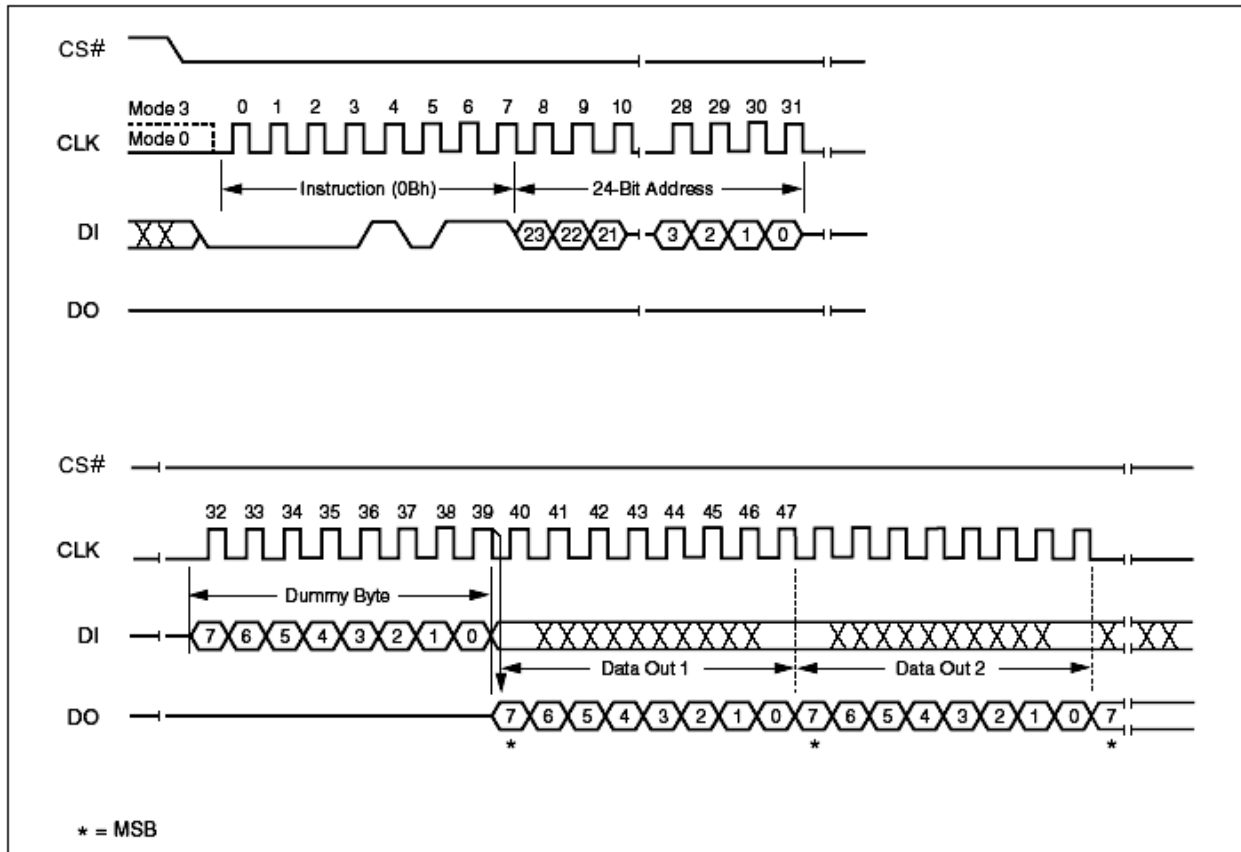 CS#
Mode 3 0 1 2 3 4 5 6 7 8 9 10 28 29 30 31
CLK Mode 0
Instruction (0Bh) 24-Bit Address
DI 23 22 21 3 2 1 0
DO
CS#
32 33 34 35 36 37 38 39 40 41 42 43 44 45 46 47
CLK
Dummy Byte
DI 7 6 5 4 3 2 1 0
Data Out 1 Data Out 2
DO 7 6 5 4 3 2 1 0 7 6 5 4 3 2 1 0 7
* * *
* = MSB